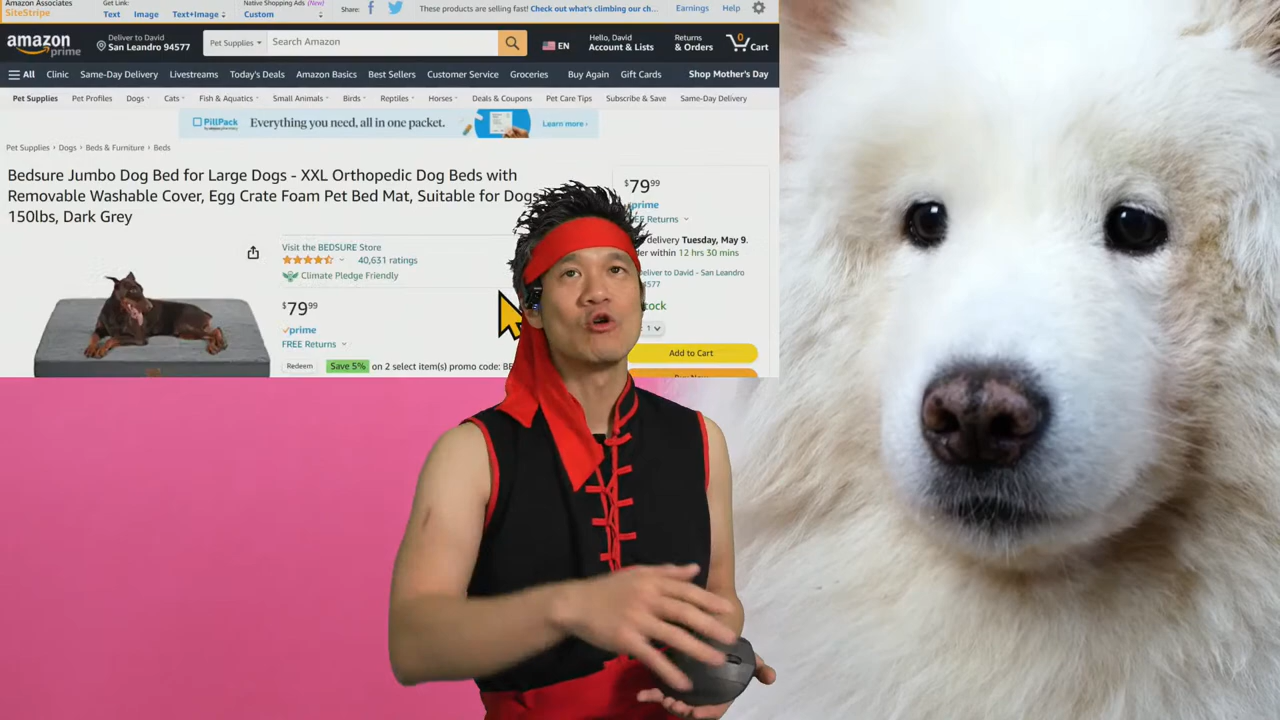 Amazon Associates
SiteStripe
Get Link:
Text Image Text+Image
Native Shopping Ads (New)
Custom
Share:
These products are selling fast! Check out what's climbing our ch...
Earnings Help
amazon prime
Deliver to David
San Leandro 94577
Pet Supplies
Search Amazon
EN
Hello, David
Account & Lists
Returns
& Orders
0
Cart
All Clinic Same-Day Delivery Livestreams Today's Deals Amazon Basics Best Sellers Customer Service Groceries Buy Again Gift Cards Shop Mother's Day
Pet Supplies Pet Profiles Dogs Cats Fish & Aquatics Small Animals Birds Reptiles Horses Deals & Coupons Pet Care Tips Subscribe & Save Same-Day Delivery
PillPack
Everything you need, all in one packet.
Learn more ›
Pet Supplies › Dogs › Beds & Furniture › Beds
Bedsure Jumbo Dog Bed for Large Dogs - XXL Orthopedic Dog Beds with
Removable Washable Cover, Egg Crate Foam Pet Bed Mat, Suitable for Dogs
150lbs, Dark Grey
Visit the BEDSURE Store
40,631 ratings
Climate Pledge Friendly
$79.99
prime
FREE Returns
Redeem Save 5% on 2 select item(s) promo code:
$79.99
prime
Returns
delivery Tuesday, May 9.
within 12 hrs 30 mins
Deliver to David - San Leandro
1
Add to Cart